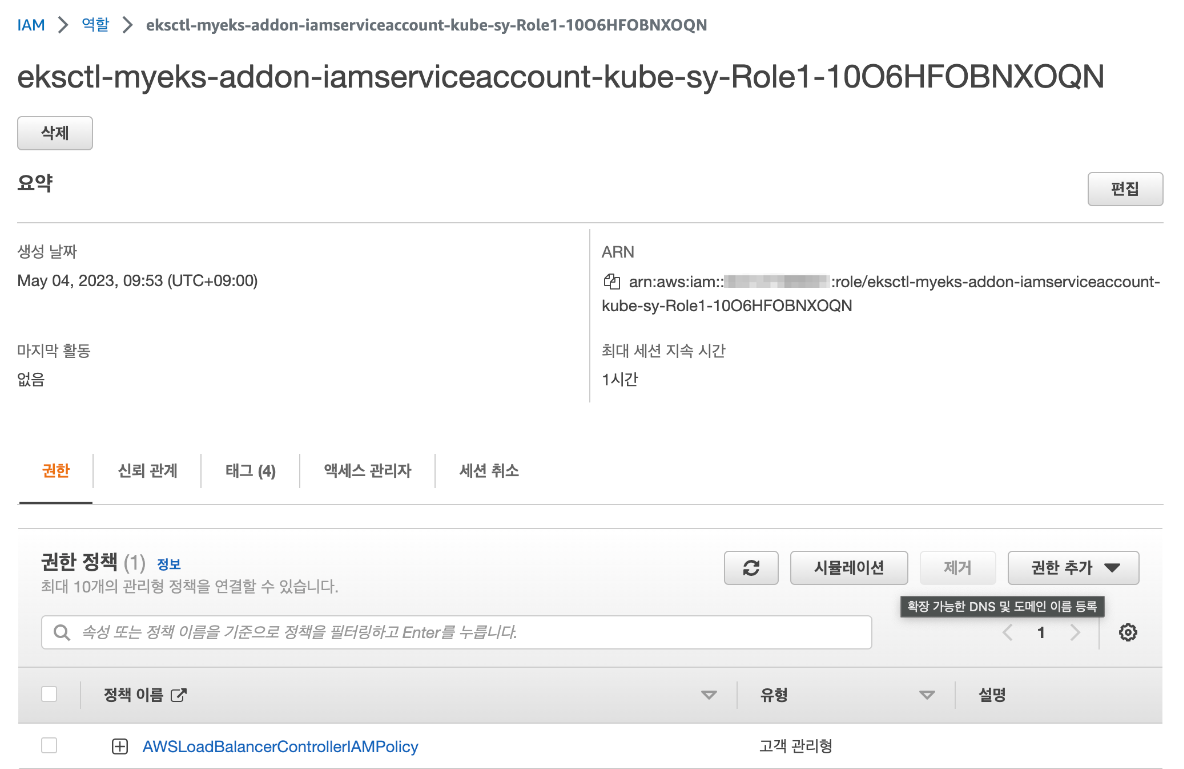 IAM > 역할 > eksctl-myeks-addon-iamserviceaccount-kube-sy-Role1-10O6HFOBNXOQN
eksctl-myeks-addon-iamserviceaccount-kube-sy-Role1-10O6HFOBNXOQN
삭제
요약
편집
생성 날짜
May 04, 2023, 09:53 (UTC+09:00)
ARN
arn:aws:iam:: :role/eksctl-myeks-addon-iamserviceaccount-
kube-sy-Role1-10O6HFOBNXOQN
마지막 활동
없음
최대 세션 지속 시간
1시간
권한 신뢰 관계 태그 (4) 액세스 관리자 세션 취소
권한 정책 (1) 정보
최대 10개의 관리형 정책을 연결할 수 있습니다.
시뮬레이션 제거 권한 추가
확장 가능한 DNS 및 도메인 이름 등록
속성 또는 정책 이름을 기준으로 정책을 필터링하고 Enter를 누릅니다.
1
정책 이름 유형 설명
AWSLoadBalancerControllerIAMPolicy 고객 관리형